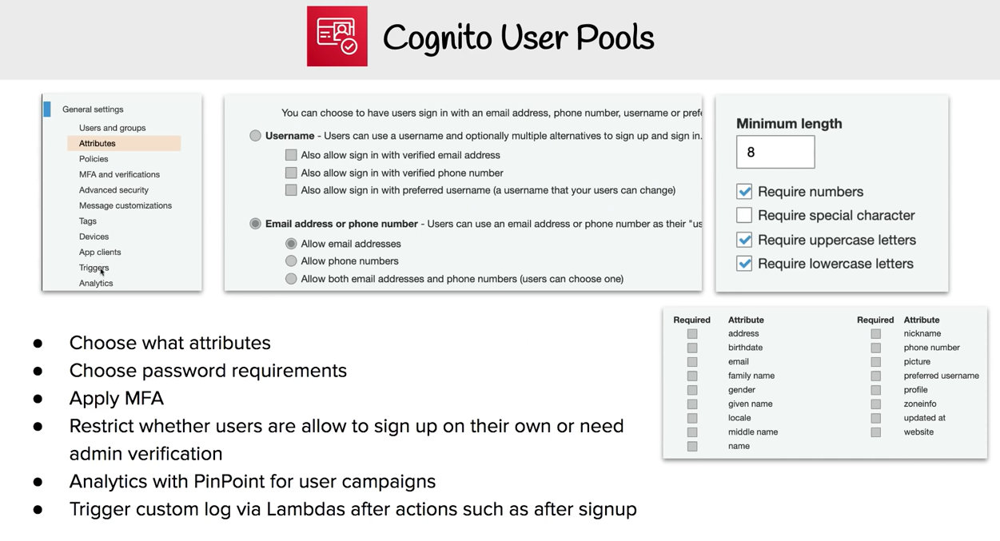 Cognito User Pools
General settings
Users and groups
Attributes
Policies
MFA and verifications
Advanced security
Message customizations
Tags
Devices
App clients
Triggers
Analytics
You can choose to have users sign in with an email address, phone number, username or prefe
Username - Users can use a username and optionally multiple alternatives to sign up and sign in.
Also allow sign in with verified email address
Also allow sign in with verified phone number
Also allow sign in with preferred username (a username that your users can change)
Email address or phone number - Users can use an email address or phone number as their "us
Allow email addresses
Allow phone numbers
Allow both email addresses and phone numbers (users can choose one)
Minimum length
8
Require numbers
Require special character
Require uppercase letters
Require lowercase letters
● Choose what attributes
● Choose password requirements
● Apply MFA
● Restrict whether users are allow to sign up on their own or need
admin verification
● Analytics with PinPoint for user campaigns
● Trigger custom log via Lambdas after actions such as after signup
Required Attribute Required Attribute
address nickname
birthdate phone number
email picture
family name preferred username
gender profile
given name zoneinfo
locale updated at
middle name website
name